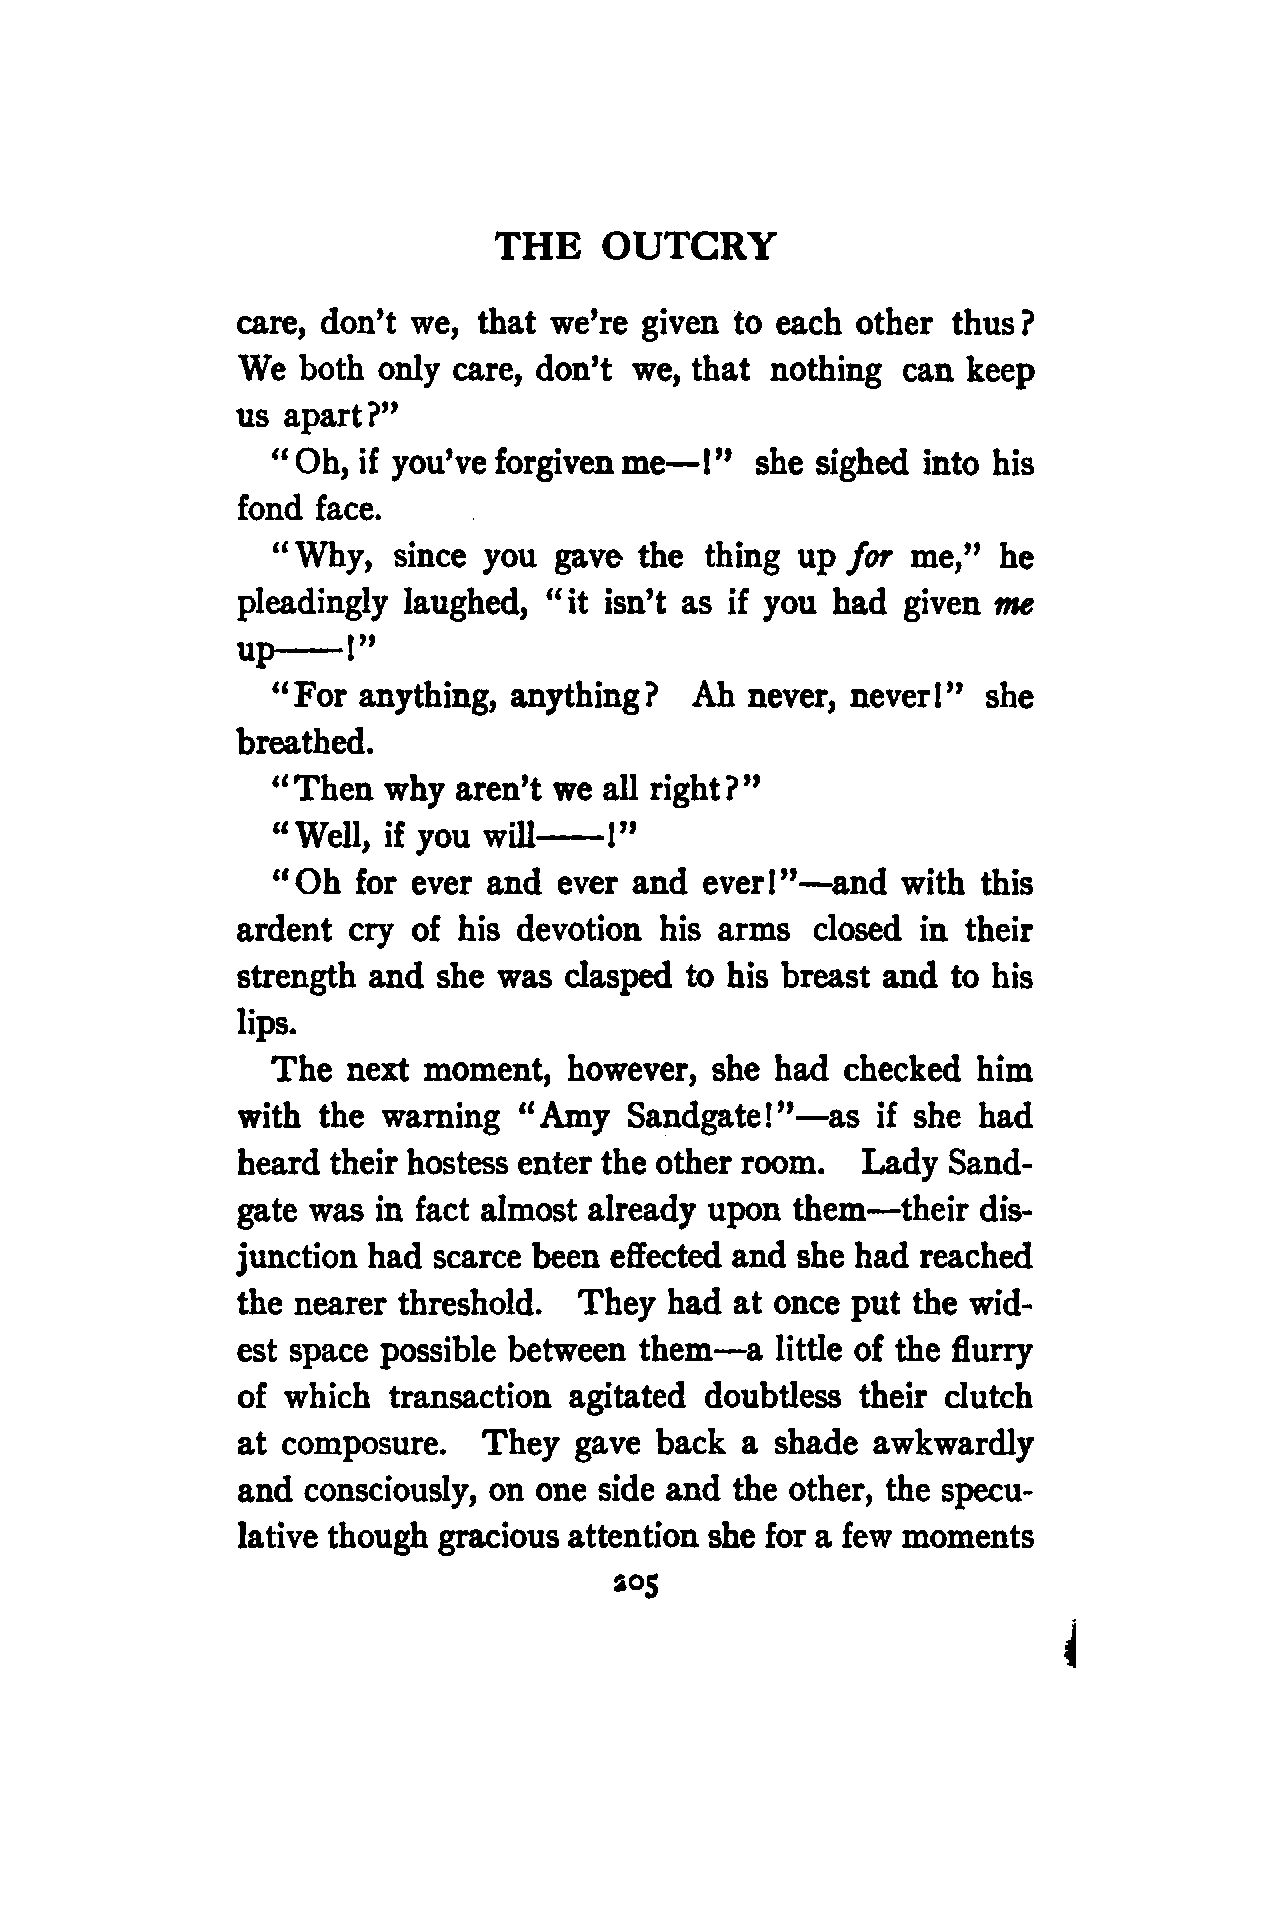 THE OUTCRY
care, don't we, that we're given to each other thus?
We both only care, don't we, that nothing can keep
us apart?”
“Oh, if you've forgiven me—!” she sighed into his
fond face.
“Why, since you gave the thing up for me,” he
pleadingly laughed, “it isn't as if you had given me
up——!”
“For anything, anything? Ah never, never!” she
breathed.
“Then why aren't we all right?”
“Well, if you will——!”
“Oh for ever and ever and ever!”—and with this
ardent cry of his devotion his arms closed in their
strength and she was clasped to his breast and to his
lips.
The next moment, however, she had checked him
with the warning “Amy Sandgate!”—as if she had
heard their hostess enter the other room. Lady Sand-
gate was in fact almost already upon them—their dis-
junction had scarce been effected and she had reached
the nearer threshold. They had at once put the wid-
est space possible between them—a little of the flurry
of which transaction agitated doubtless their clutch
at composure. They gave back a shade awkwardly
and consciously, on one side and the other, the specu-
lative though gracious attention she for a few moments
205